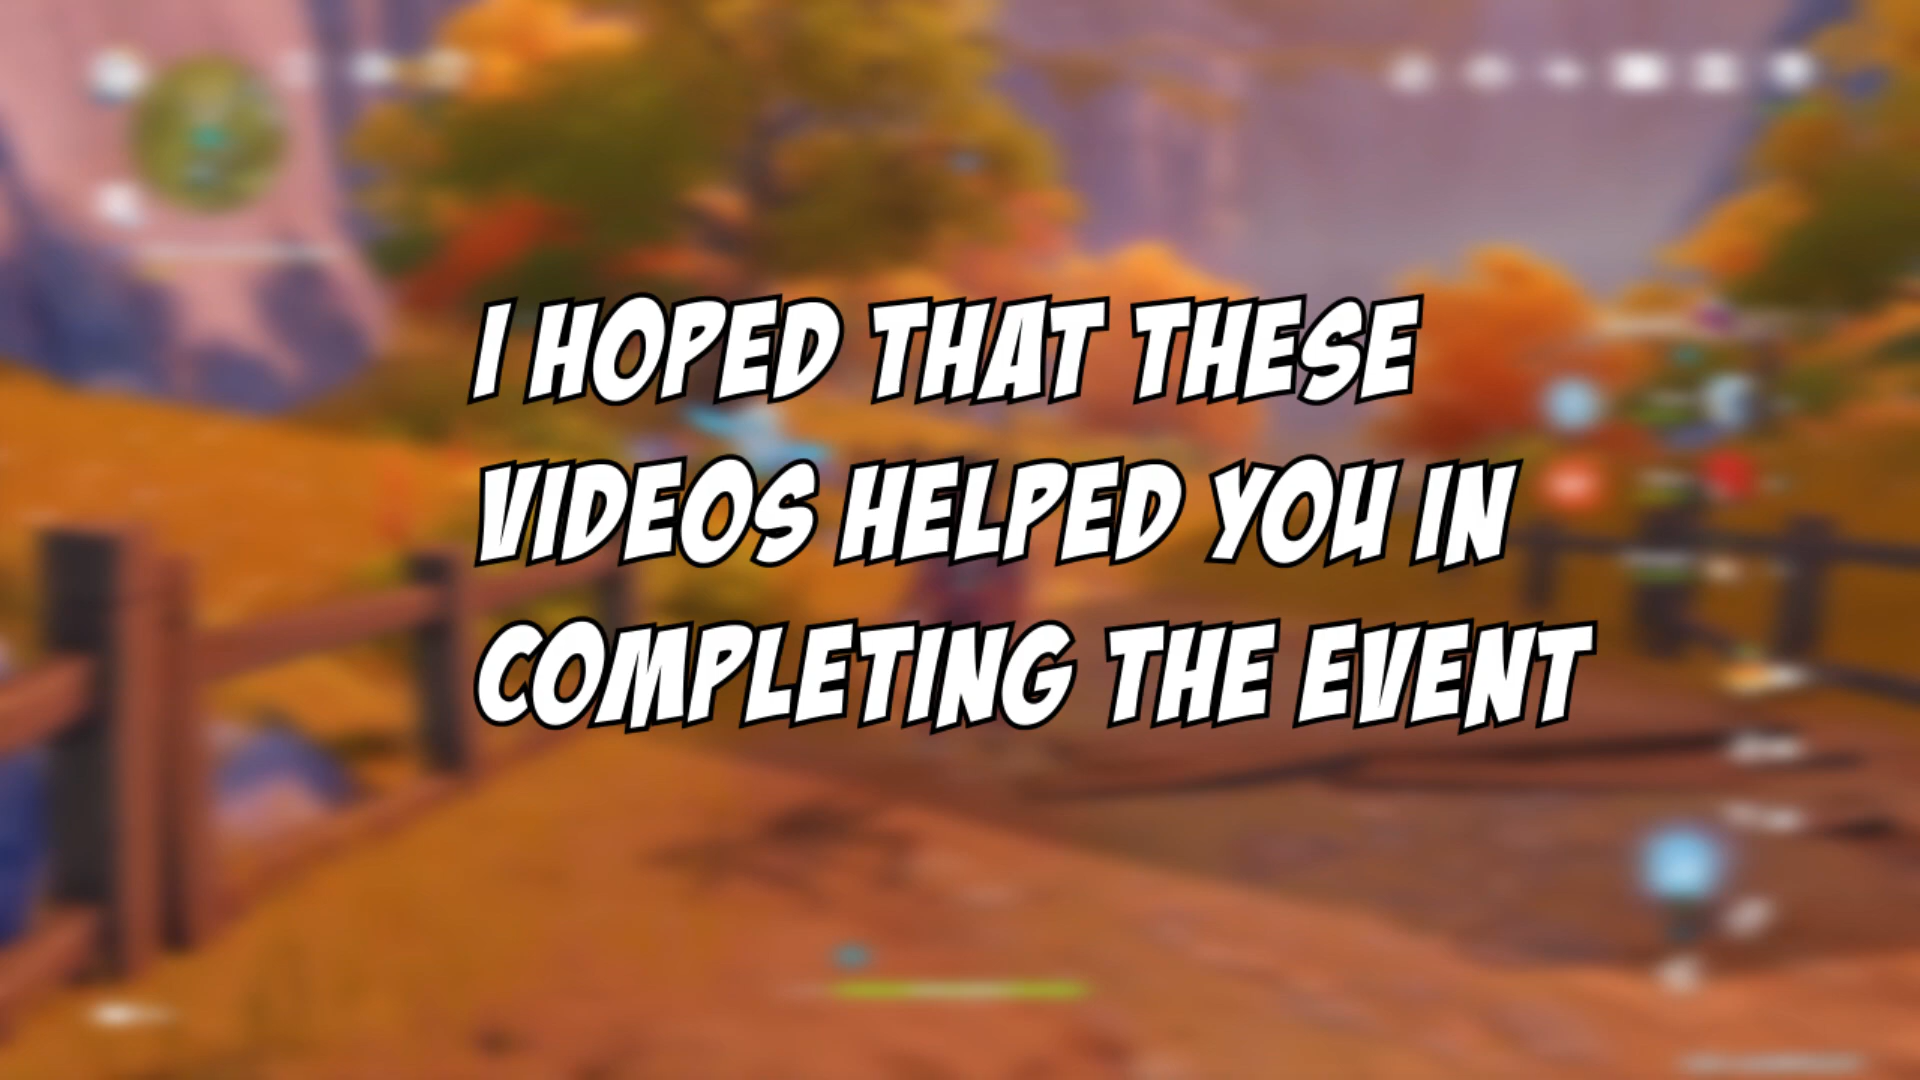 I HOPED THAT THESE
VIDEOS HELPED YOU IN
COMPLETING THE EVENT